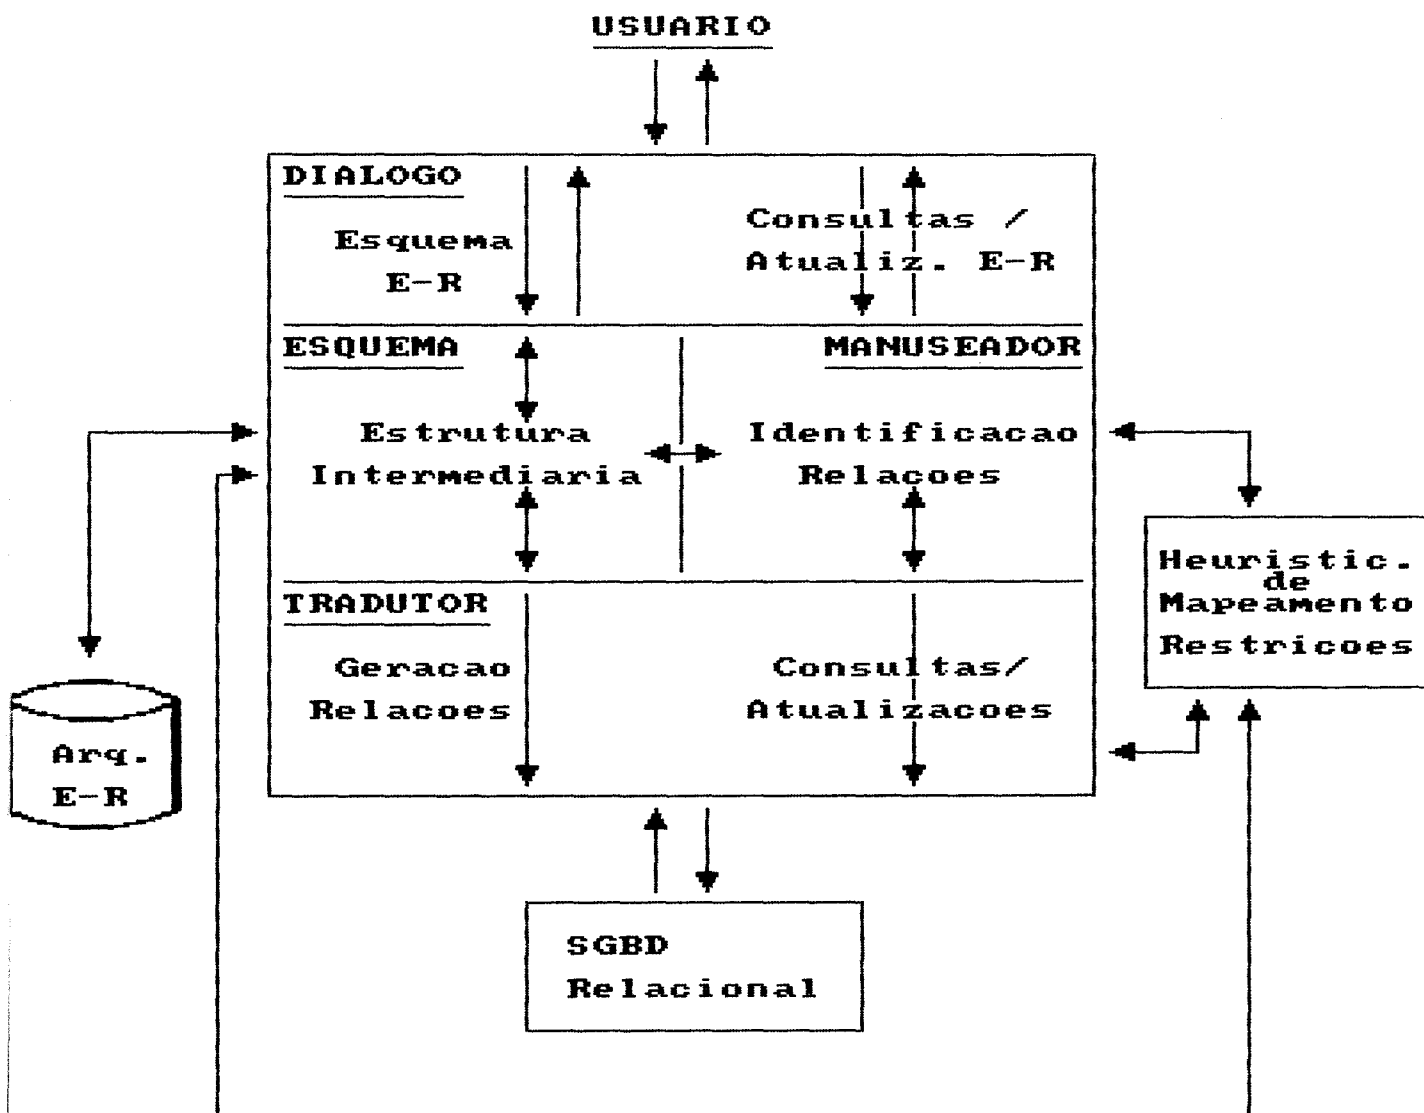 USUARIO
DIALOGO
Esquema
E-R
Consultas /
Atualiz. E-R
ESQUEMA
MANUSEADOR
Estrutura
Intermediaria
Identificacao
Relacoes
Heuristic.
de
Mapeamento
Restricoes
TRADUTOR
Geracao
Relacoes
Consultas/
Atualizacoes
Arq.
E-R
SGBD
Relacional